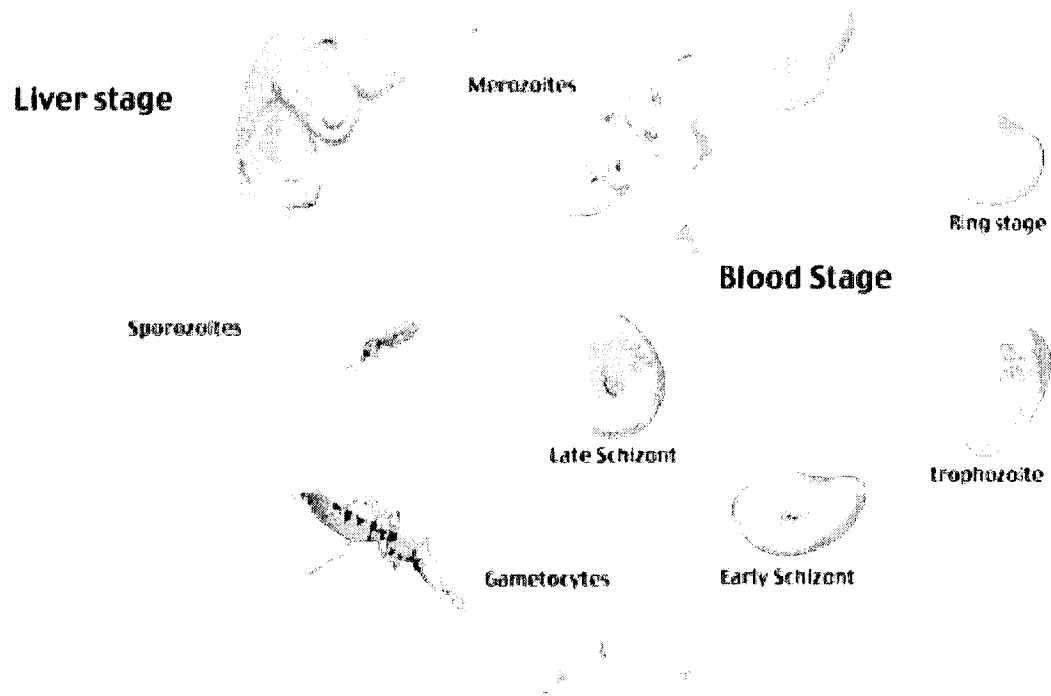 Liver stage
Merozoites
Ring stage
Blood Stage
Sporozoites
Late Schizont
trophozoite
Gametocytes
Early Schizont